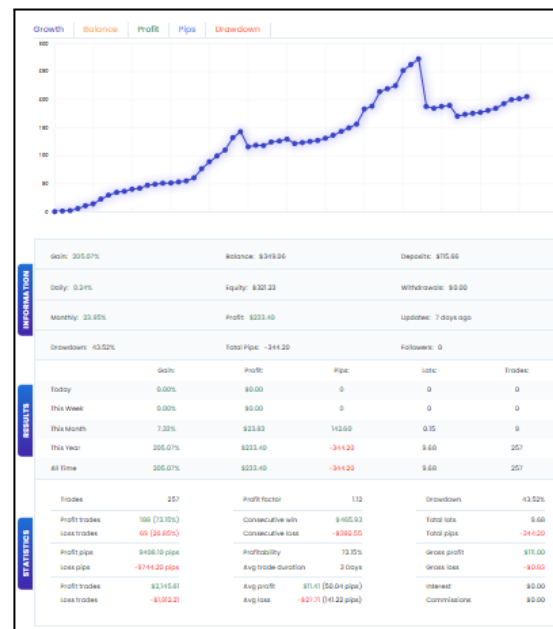 Growth Balance Profit Pips Drawdown
200
150
100
50
0
INFORMATION
Gain: 205.07% Balance: $349.06 Deposits: $115.66
Daily: 0.34% Equity: $321.23 Withdrawals: $0.00
Monthly: 23.95% Profit: $233.40 Updates: 7 days ago
Drawdown: 43.52% Total Pips: -344.20 Followers: 0
RESULTS
Gain: Profit: Pips: Lots: Trades:
Today 0.00% $0.00 0 0 0
This Week 0.00% $0.00 0 0 0
This Month 7.33% $23.83 142.60 0.15 9
This Year 205.07% $233.40 -344.20 9.68 257
All Time 205.07% $233.40 -344.20 9.68 257
STATISTICS
Trades 257 Profit factor 1.12 Drawdown 43.52%
Profit trades 188 (73.15%) Consecutive win $465.93 Total lots 9.68
Loss trades 69 (26.85%) Consecutive loss Total pips -344.20
Profit pips Profitability 73.15% Gross profit $11.00
Loss pips -9744.20 pips Avg trade duration 3 Days Gross loss
Profit trades $2,145.61 Avg profit $11.41 (50.04 pips) Interest $0.00
Loss trades -$1,912.21 Avg loss -$27.71 (141.22 pips) Commissions $0.00